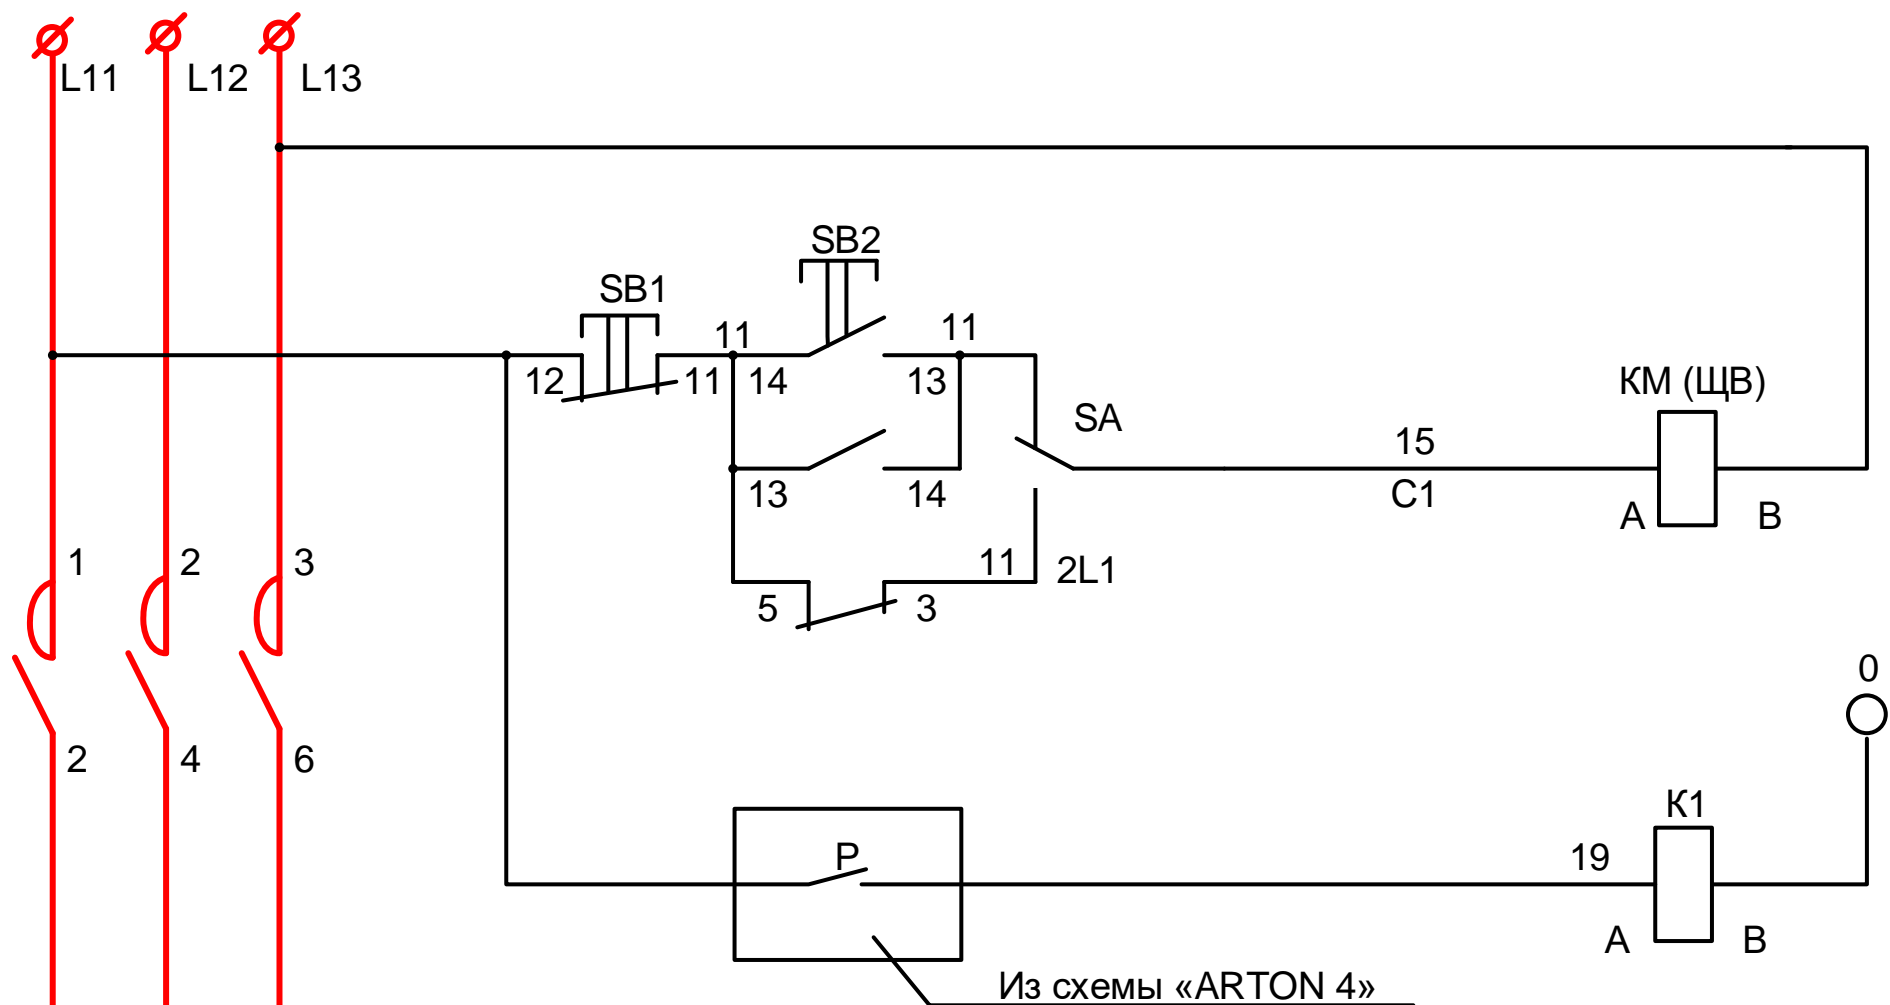 L11 L12 L13
SB2
SB1
11 11
12 11 14 13
КМ (ЩВ)
SA
15
13 14 C1
A B
1 2 3
11 2L1
5 3
0
2 4 6
К1
P 19
A B
Из схемы «ARTON 4»